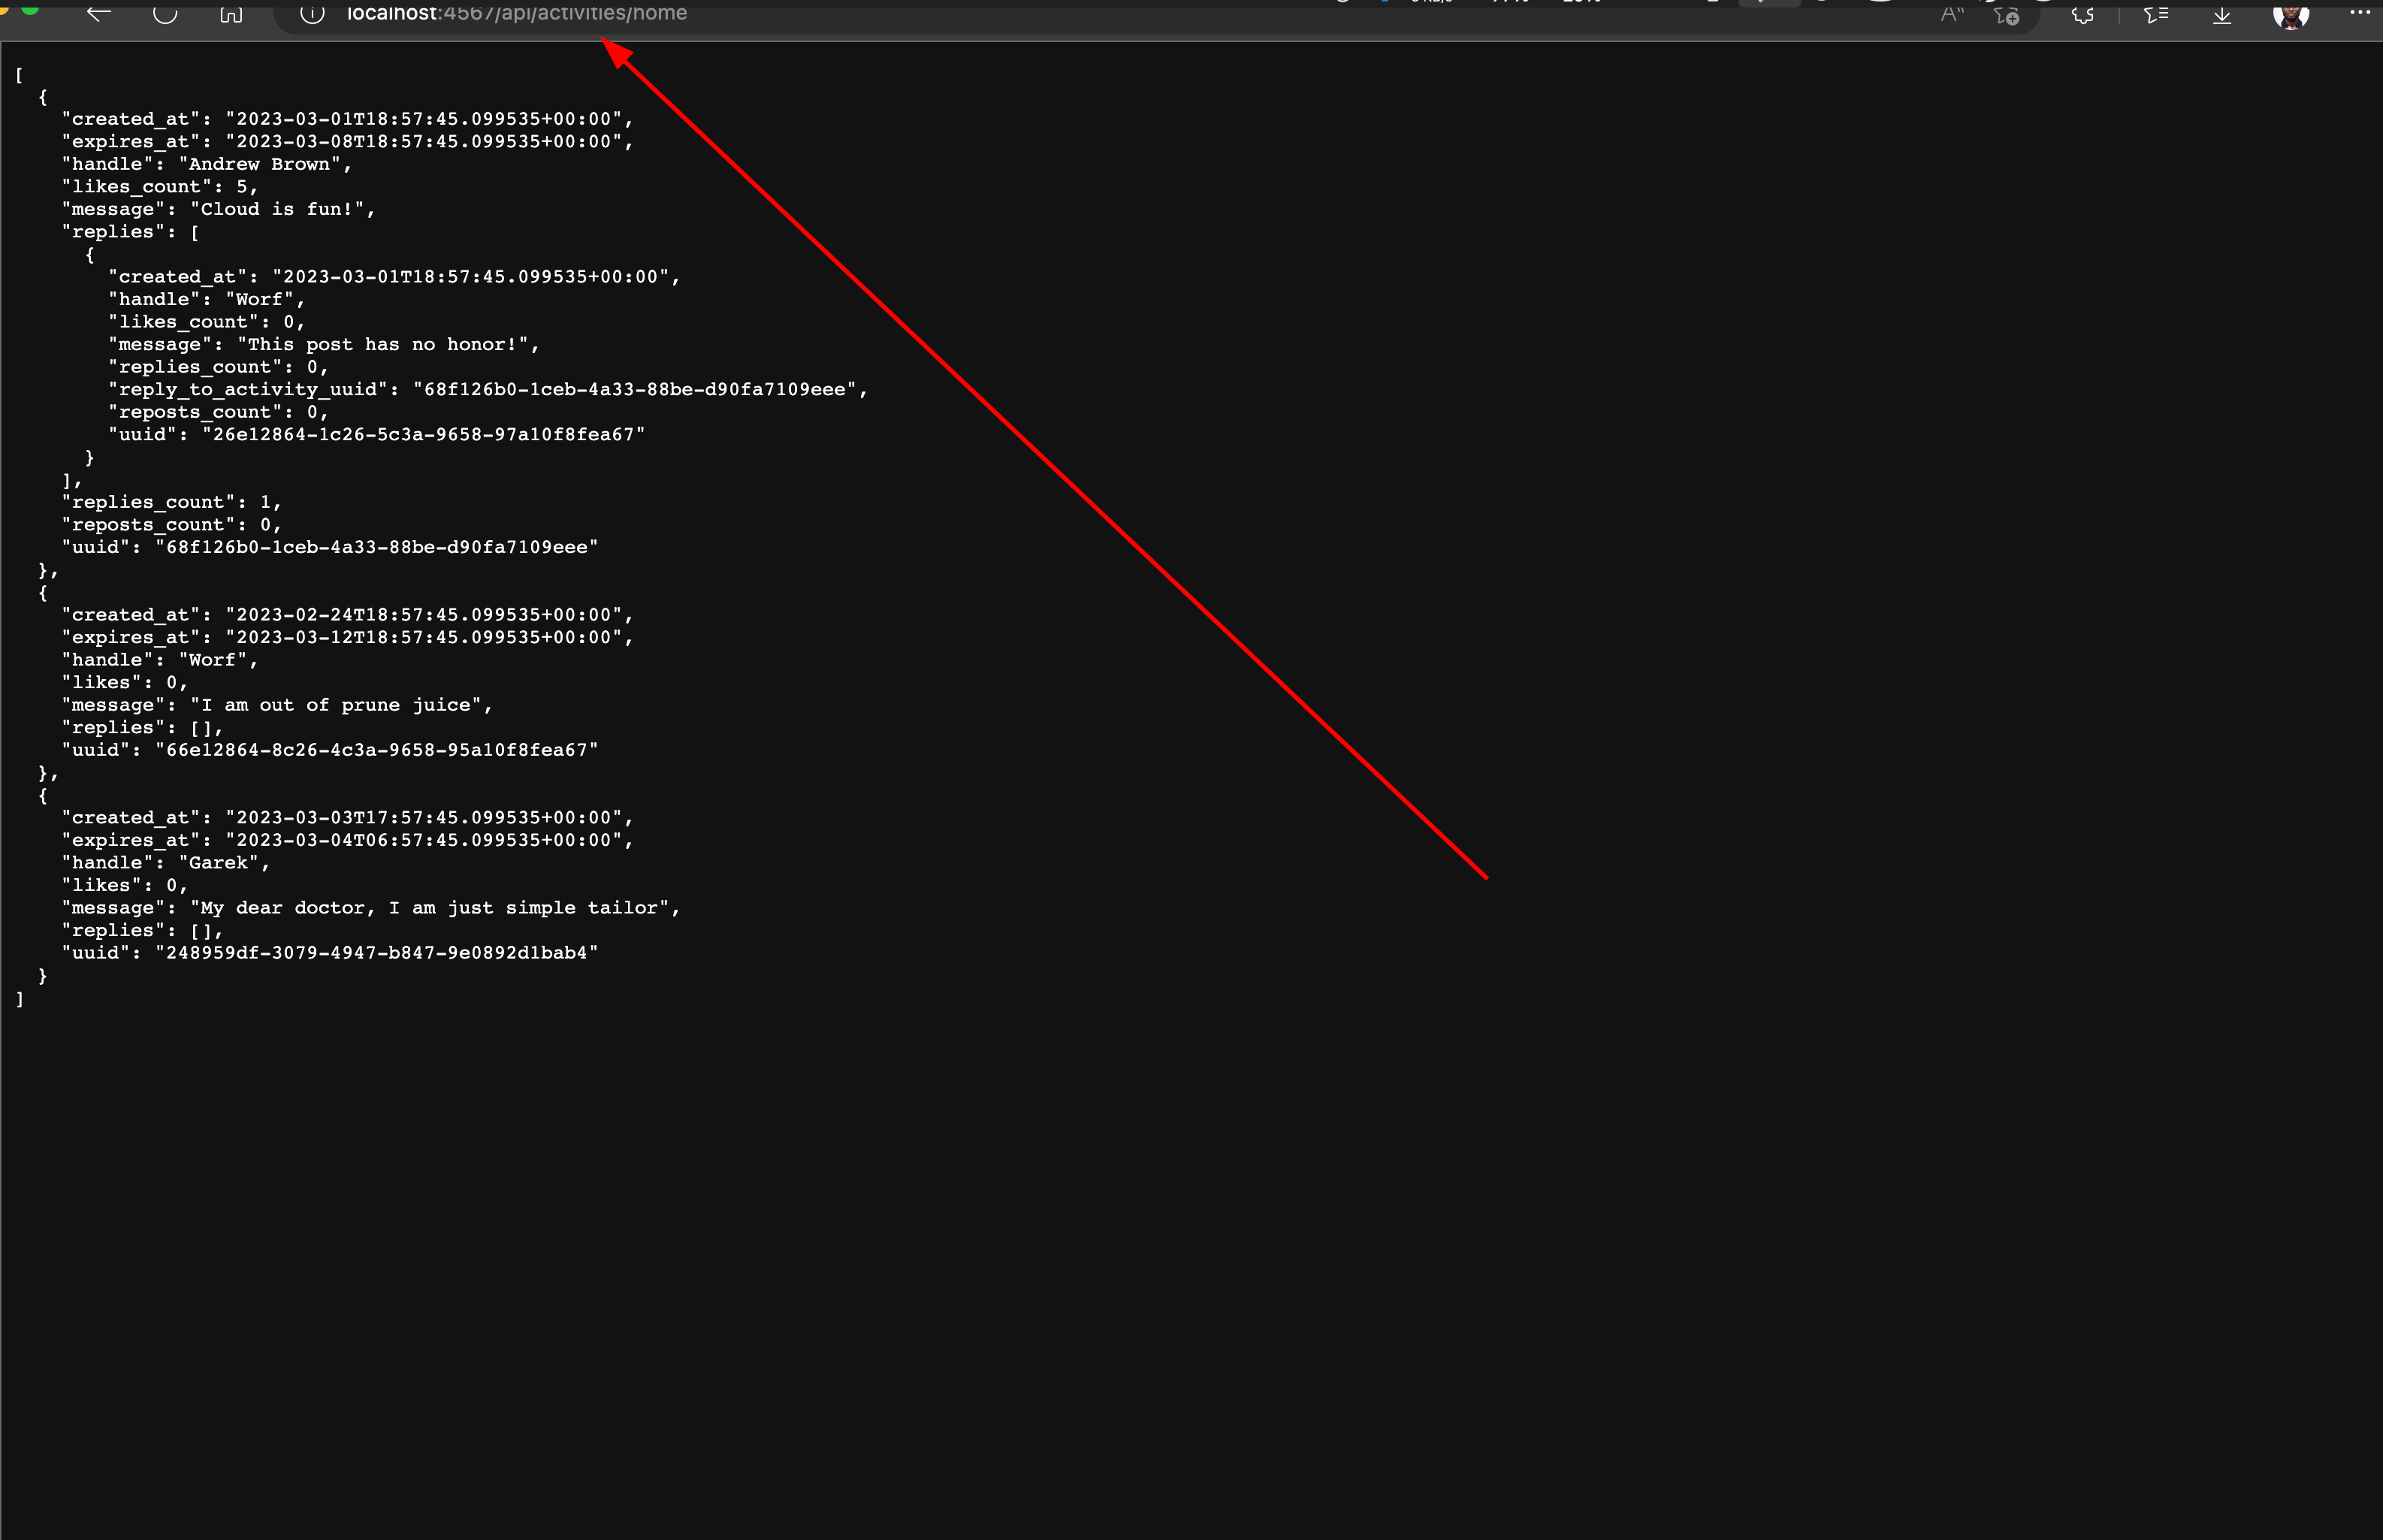 localhost:4567/api/activities/home
[
  {
    "created_at": "2023-03-01T18:57:45.099535+00:00",
    "expires_at": "2023-03-08T18:57:45.099535+00:00",
    "handle": "Andrew Brown",
    "likes_count": 5,
    "message": "Cloud is fun!",
    "replies": [
      {
        "created_at": "2023-03-01T18:57:45.099535+00:00",
        "handle": "Worf",
        "likes_count": 0,
        "message": "This post has no honor!",
        "replies_count": 0,
        "reply_to_activity_uuid": "68f126b0-1ceb-4a33-88be-d90fa7109eee",
        "reposts_count": 0,
        "uuid": "26e12864-1c26-5c3a-9658-97a10f8fea67"
      }
    ],
    "replies_count": 1,
    "reposts_count": 0,
    "uuid": "68f126b0-1ceb-4a33-88be-d90fa7109eee"
  },
  {
    "created_at": "2023-02-24T18:57:45.099535+00:00",
    "expires_at": "2023-03-12T18:57:45.099535+00:00",
    "handle": "Worf",
    "likes": 0,
    "message": "I am out of prune juice",
    "replies": [],
    "uuid": "66e12864-8c26-4c3a-9658-95a10f8fea67"
  },
  {
    "created_at": "2023-03-03T17:57:45.099535+00:00",
    "expires_at": "2023-03-04T06:57:45.099535+00:00",
    "handle": "Garek",
    "likes": 0,
    "message": "My dear doctor, I am just simple tailor",
    "replies": [],
    "uuid": "248959df-3079-4947-b847-9e0892d1bab4"
  }
]